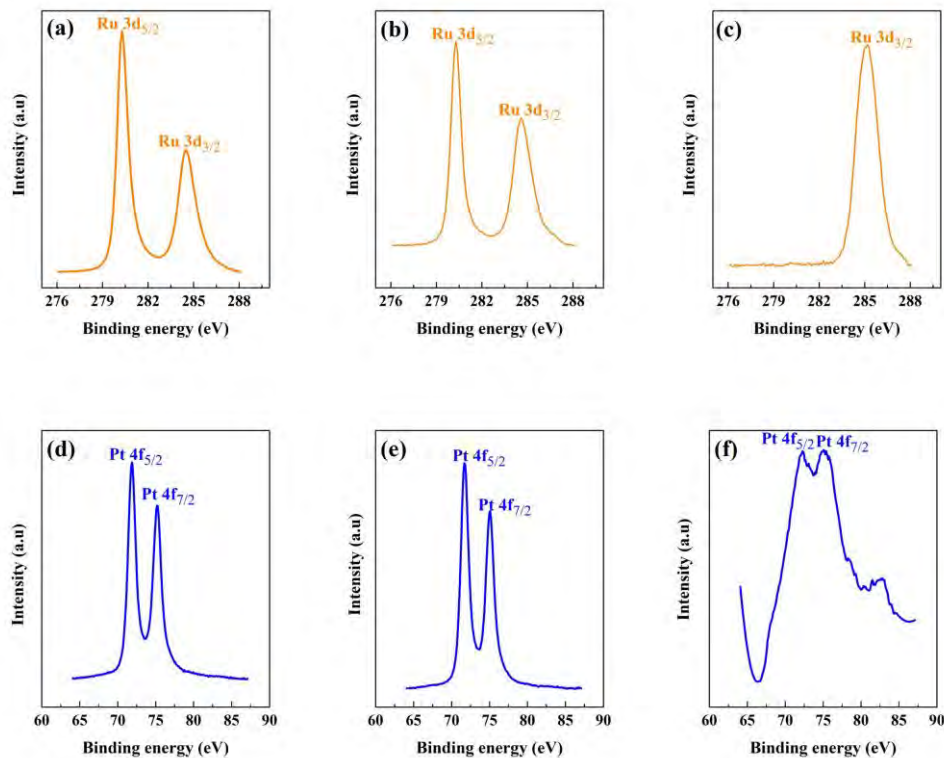 (a)
Ru 3d5/2
Ru 3d3/2
Intensity (a.u)
276 279 282 285 288
Binding energy (eV)
(b)
Ru 3d5/2
Ru 3d3/2
Intensity (a.u)
276 279 282 285 288
Binding energy (eV)
(c)
Ru 3d3/2
Intensity (a.u)
276 279 282 285 288
Binding energy (eV)
(d)
Pt 4f5/2
Pt 4f7/2
Intensity (a.u)
60 65 70 75 80 85 90
Binding energy (eV)
(e)
Pt 4f5/2
Pt 4f7/2
Intensity (a.u)
60 65 70 75 80 85 90
Binding energy (eV)
(f)
Pt 4f5/2 Pt 4f7/2
Intensity (a.u)
60 65 70 75 80 85 90
Binding energy (eV)